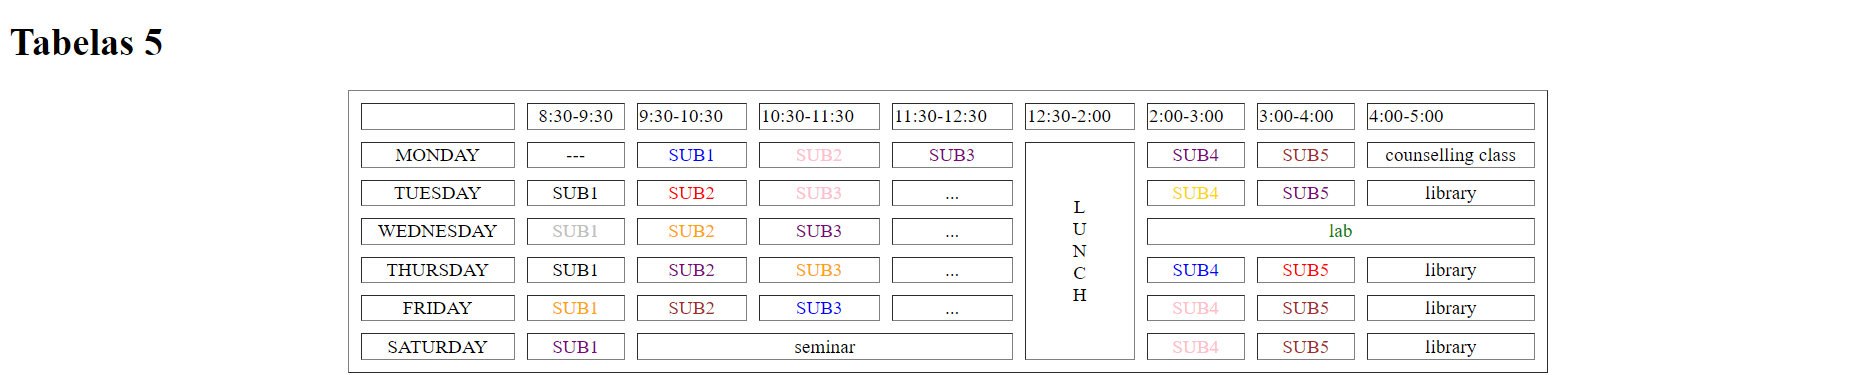 Tabelas 5
8:30-9:30 9:30-10:30 10:30-11:30 11:30-12:30 12:30-2:00 2:00-3:00 3:00-4:00 4:00-5:00
MONDAY --- SUB1 SUB2 SUB3 SUB4 SUB5 counselling class
TUESDAY SUB1 SUB2 SUB3 ... SUB4 SUB5 library
L
U
N
C
H
WEDNESDAY SUB1 SUB2 SUB3 ... lab
THURSDAY SUB1 SUB2 SUB3 ... SUB4 SUB5 library
FRIDAY SUB1 SUB2 SUB3 ... SUB4 SUB5 library
SATURDAY SUB1 seminar SUB4 SUB5 library